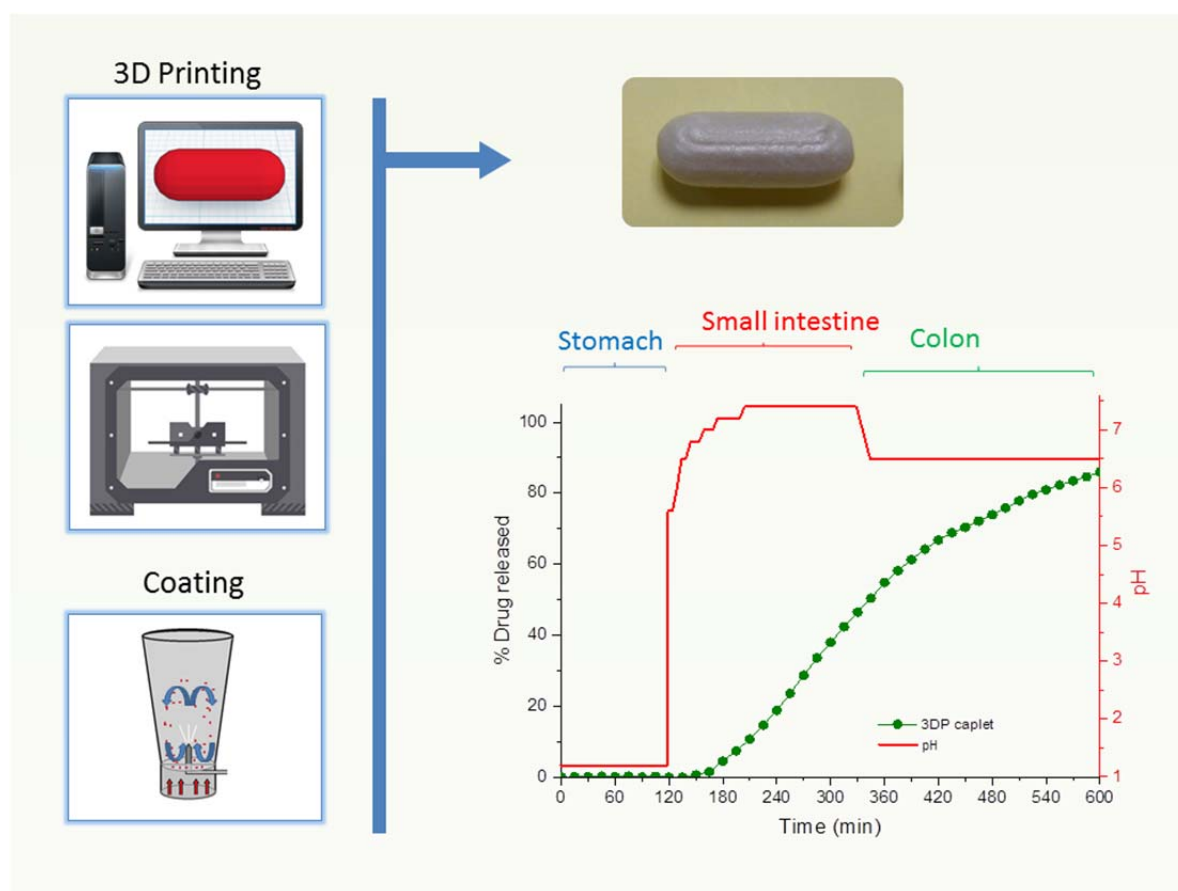 3D Printing
Coating
Stomach
Small intestine
Colon
% Drug released
100
80
60
40
20
0
0 60 120 180 240 300 360 420 480 540 600
Time (min)
3DP caplet
pH
7
6
5
4
3
2
1
pH